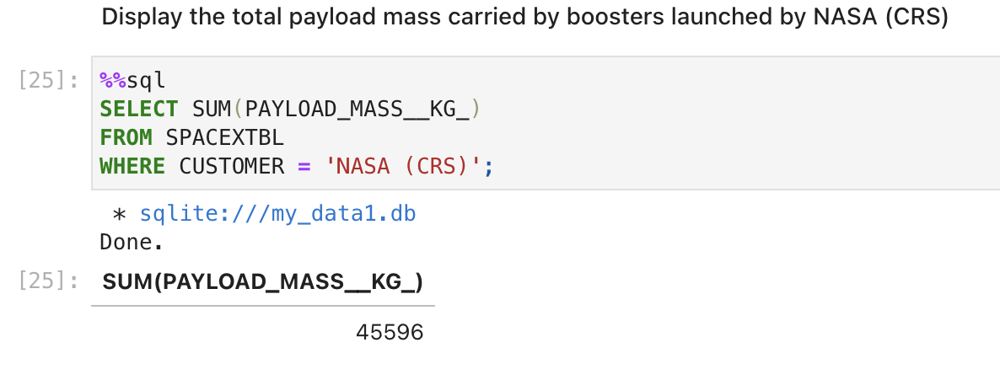 Display the total payload mass carried by boosters launched by NASA (CRS)
[25]: %%sql
SELECT SUM(PAYLOAD_MASS__KG_)
FROM SPACEXTBL
WHERE CUSTOMER = 'NASA (CRS)';
* sqlite:///my_data1.db
Done.
[25]: SUM(PAYLOAD_MASS__KG_)
45596